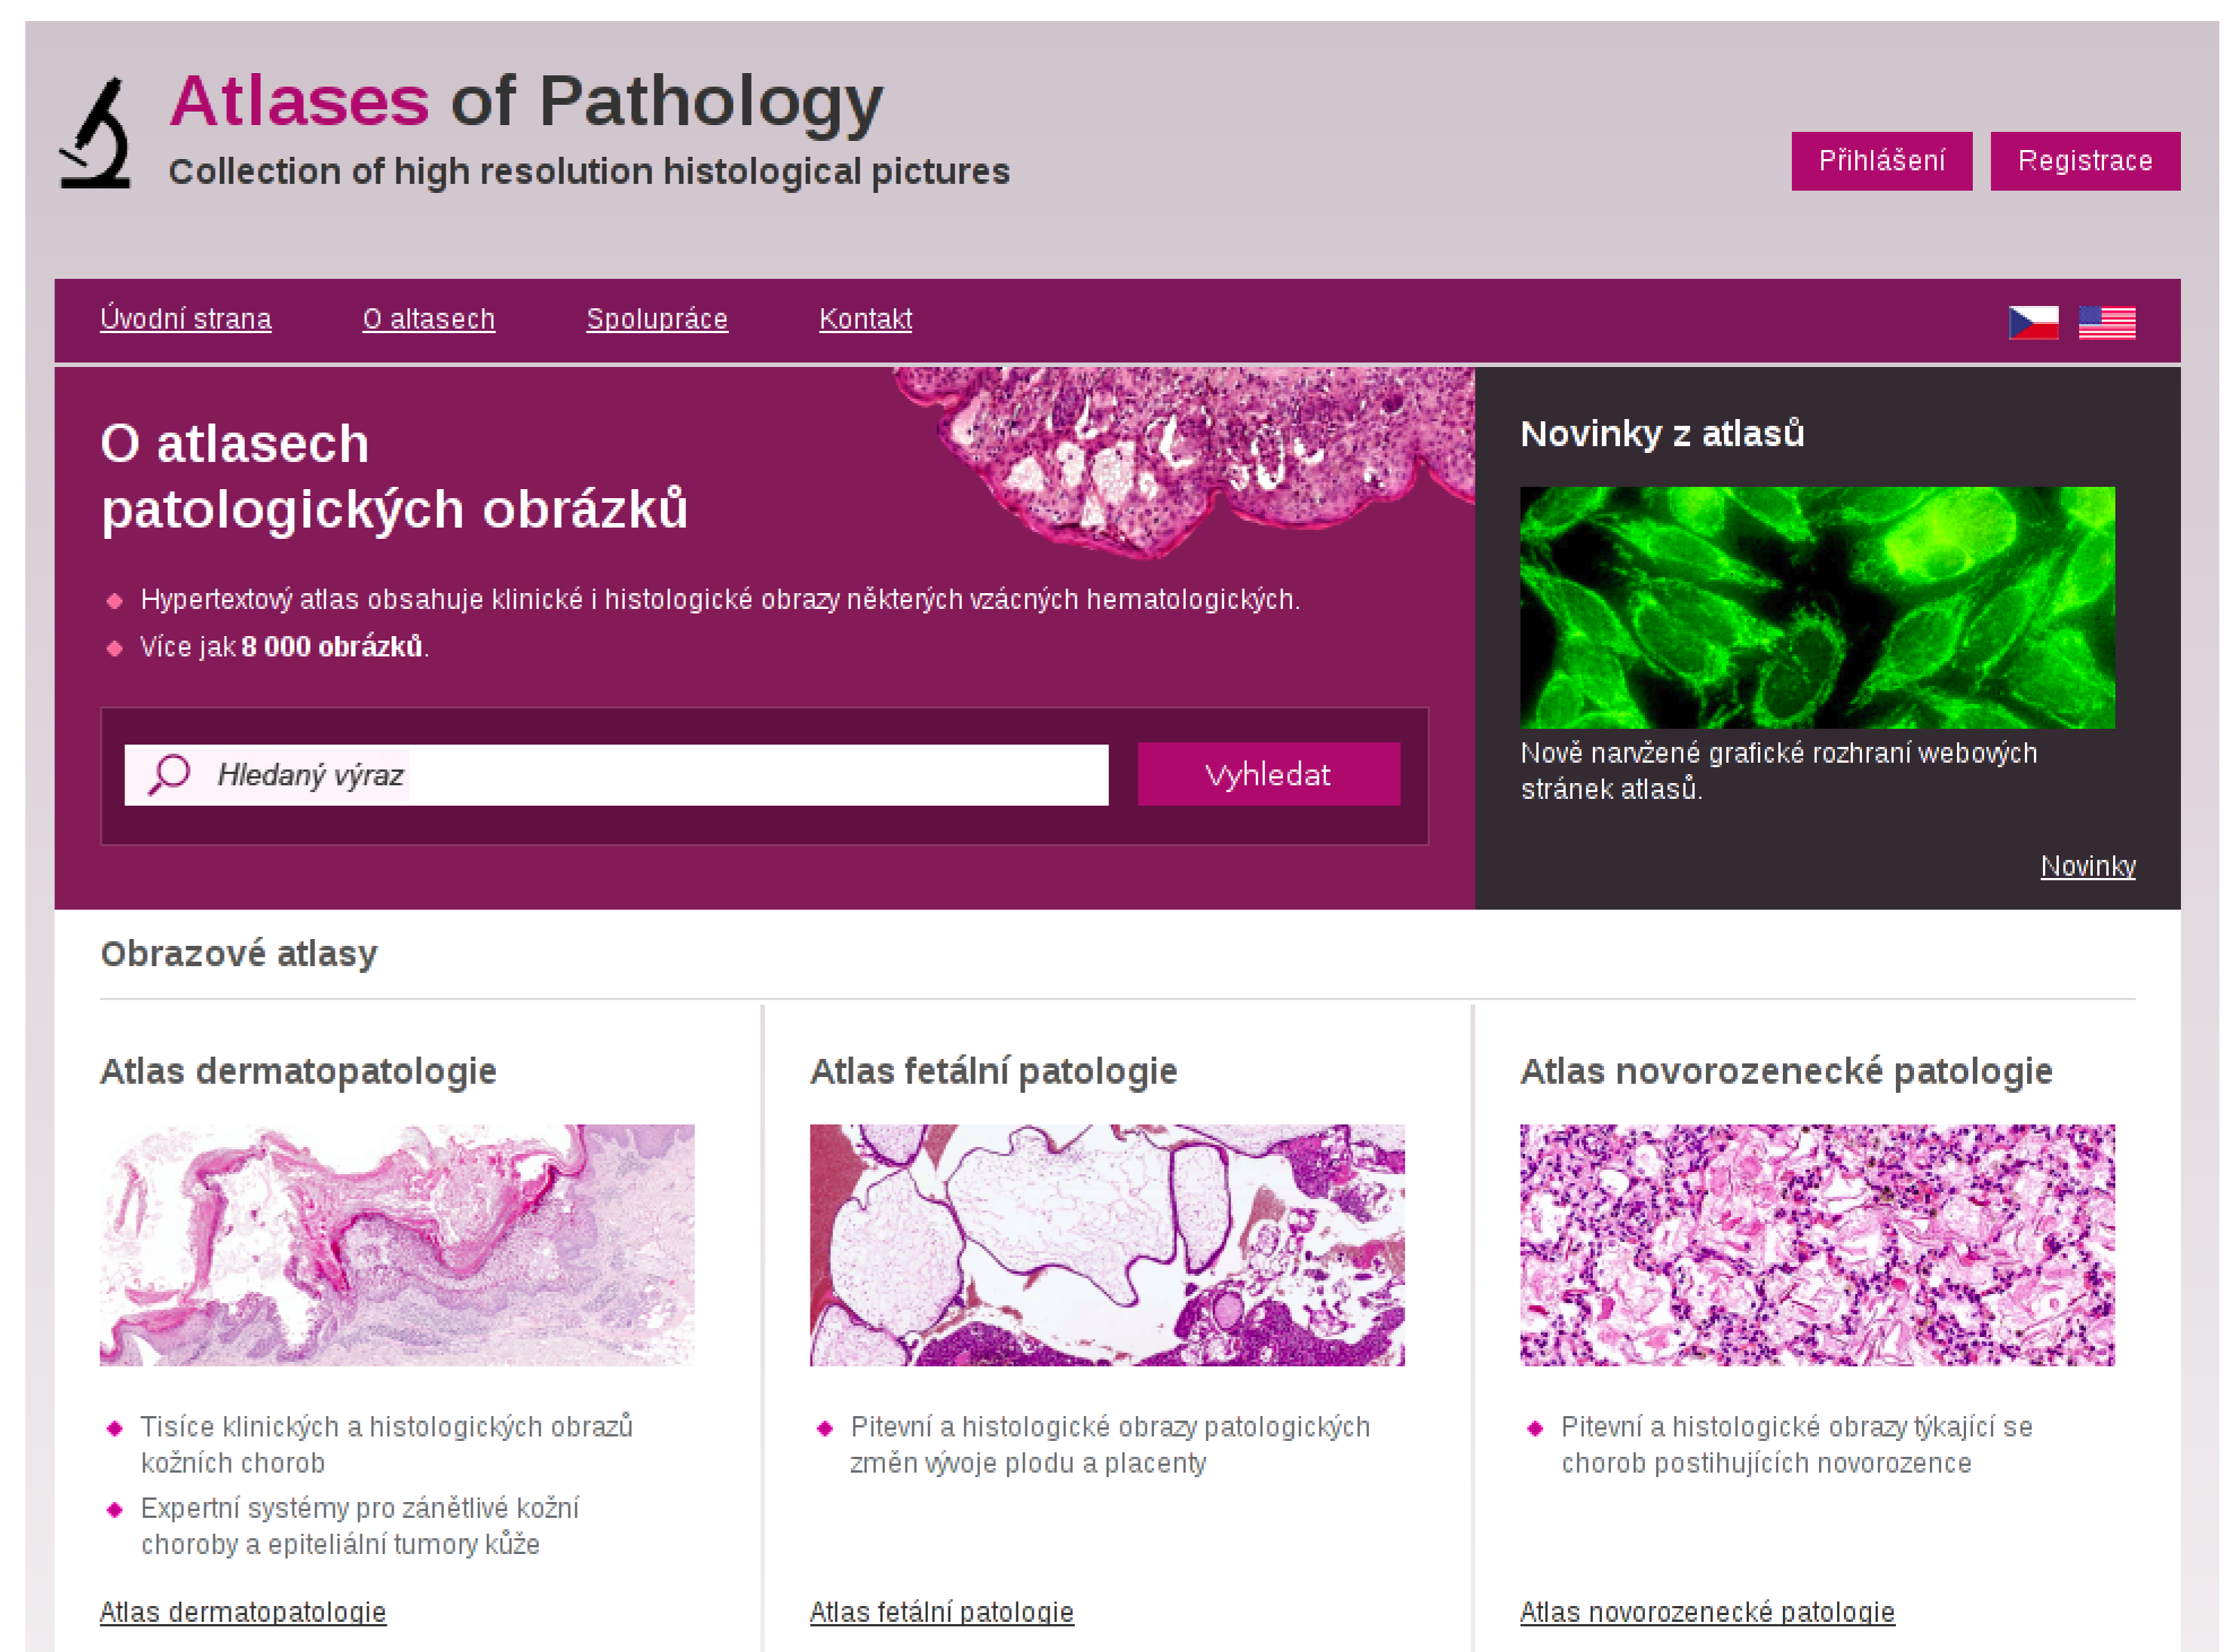 Atlases of Pathology
Collection of high resolution histological pictures
Přihlášení
Registrace
Úvodní strana
O altasech
Spolupráce
Kontakt
O atlasech
patologických obrázků
Hypertextový atlas obsahuje klinické i histologické obrazy některých vzácných hematologických.
Více jak 8 000 obrázků.
Hledaný výraz
Vyhledat
Novinky z atlasů
Nově narvžené grafické rozhraní webových
stránek atlasů.
Novinky
Obrazové atlasy
Atlas dermatopatologie
Tisíce klinických a histologických obrazů
kožních chorob
Expertní systémy pro zánětlivé kožní
choroby a epiteliální tumory kůže
Atlas dermatopatologie
Atlas fetální patologie
Pitevní a histologické obrazy patologických
změn vývoje plodu a placenty
Atlas fetální patologie
Atlas novorozenecké patologie
Pitevní a histologické obrazy týkající se
chorob postihujících novorozence
Atlas novorozenecké patologie